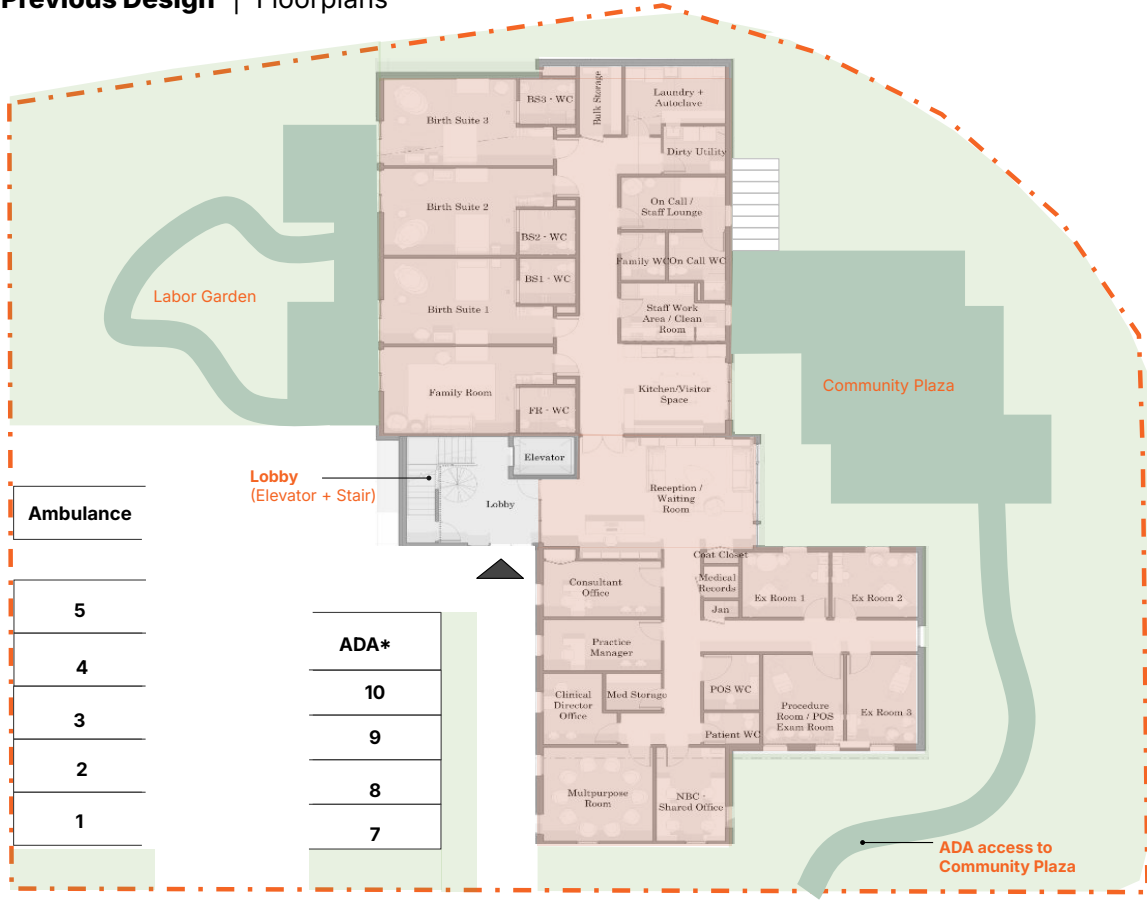 Previous Design | Floorplans
BS3 - WC
Bulk Storage
Laundry +
Autoclave
Birth Suite 3
Dirty Utility
Birth Suite 2
On Call /
Staff Lounge
BS2 - WC
Family WC
On Call WC
BS1 - WC
Labor Garden
Birth Suite 1
Staff Work
Area / Clean
Room
Community Plaza
Family Room
Kitchen/Visitor
Space
FR - WC
Elevator
Lobby
(Elevator + Stair)
Lobby
Reception /
Waiting
Room
Ambulance
Coat Closet
Consultant
Office
Medical
Records
Ex Room 1
Ex Room 2
Jan
5
4
3
2
1
ADA*
10
9
8
7
Practice
Manager
Clinical
Director
Office
Med Storage
POS WC
Procedure
Room / POS
Exam Room
Ex Room 3
Patient WC
Multpurpose
Room
NBC -
Shared Office
ADA access to
Community Plaza